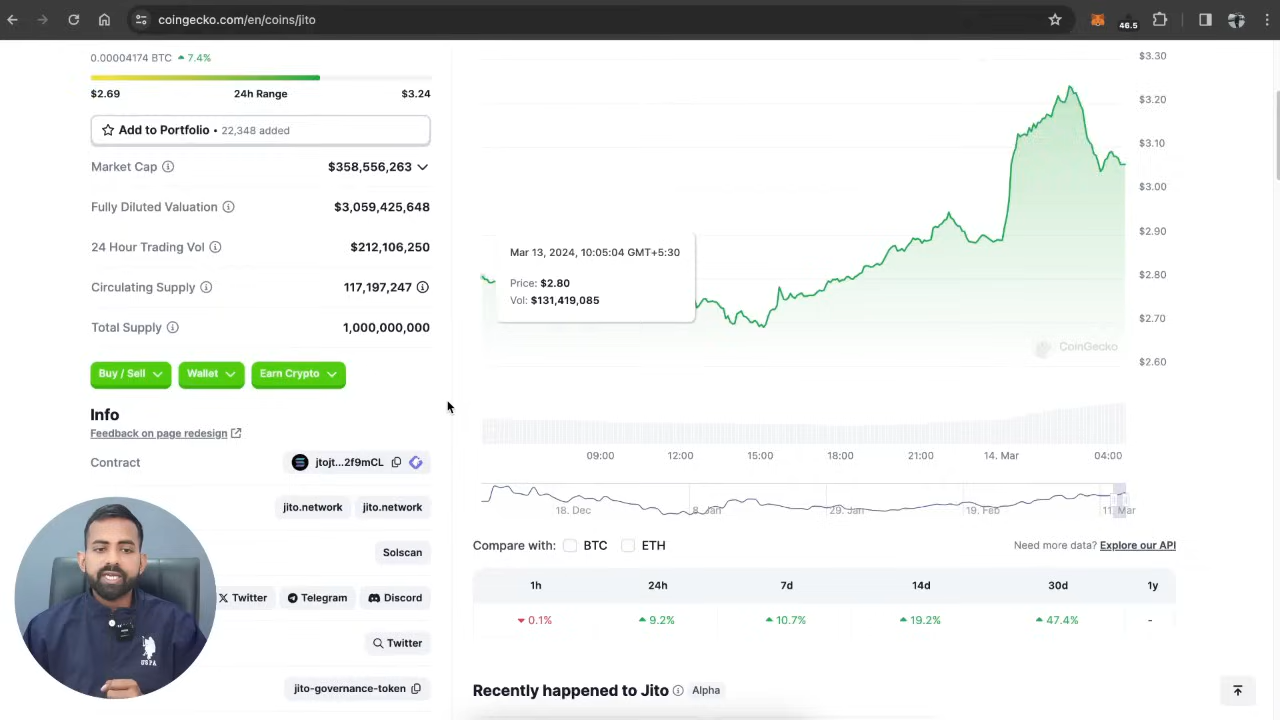 coingecko.com/en/coins/jito
46.5
0.00004174 BTC 7.4%
$2.69 24h Range $3.24
Add to Portfolio • 22,348 added
Market Cap $358,556,263
Fully Diluted Valuation $3,059,425,648
24 Hour Trading Vol $212,106,250
Circulating Supply 117,197,247
Total Supply 1,000,000,000
Buy / Sell Wallet Earn Crypto
Info
Feedback on page redesign
Contract jtojt...2f9mCL
jito.network jito.network
Solscan
Twitter Telegram Discord
Twitter
jito-governance-token
USPA
$3.30
$3.20
$3.10
$3.00
$2.90
$2.80
$2.70
$2.60
Mar 13, 2024, 10:05:04 GMT+5:30
Price: $2.80
Vol: $131,419,085
CoinGecko
09:00 12:00 15:00 18:00 21:00 14. Mar 04:00
18. Dec 8. Jan 29. Jan 19. Feb 11. Mar
Compare with: BTC ETH
Need more data? Explore our API
1h 24h 7d 14d 30d 1y
0.1% 9.2% 10.7% 19.2% 47.4% -
Recently happened to Jito Alpha